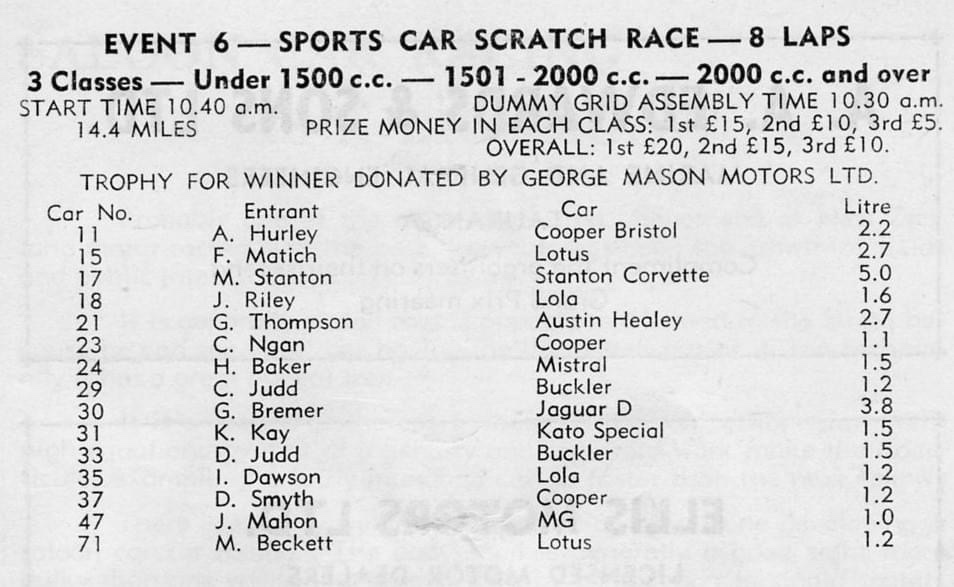 EVENT 6 — SPORTS CAR SCRATCH RACE — 8 LAPS
3 Classes — Under 1500 c.c. — 1501 - 2000 c.c. — 2000 c.c. and over
START TIME 10.40 a.m. DUMMY GRID ASSEMBLY TIME 10.30 a.m.
14.4 MILES PRIZE MONEY IN EACH CLASS: 1st £15, 2nd £10, 3rd £5.
OVERALL: 1st £20, 2nd £15, 3rd £10.
TROPHY FOR WINNER DONATED BY GEORGE MASON MOTORS LTD.
Car No. Entrant Car Litre
11 A. Hurley Cooper Bristol 2.2
15 F. Matich Lotus 2.7
17 M. Stanton Stanton Corvette 5.0
18 J. Riley Lola 1.6
21 G. Thompson Austin Healey 2.7
23 C. Ngan Cooper 1.1
24 H. Baker Mistral 1.5
29 C. Judd Buckler 1.2
30 G. Bremer Jaguar D 3.8
31 K. Kay Kato Special 1.5
33 D. Judd Buckler 1.5
35 I. Dawson Lola 1.2
37 D. Smyth Cooper 1.2
47 J. Mahon MG 1.0
71 M. Beckett Lotus 1.2